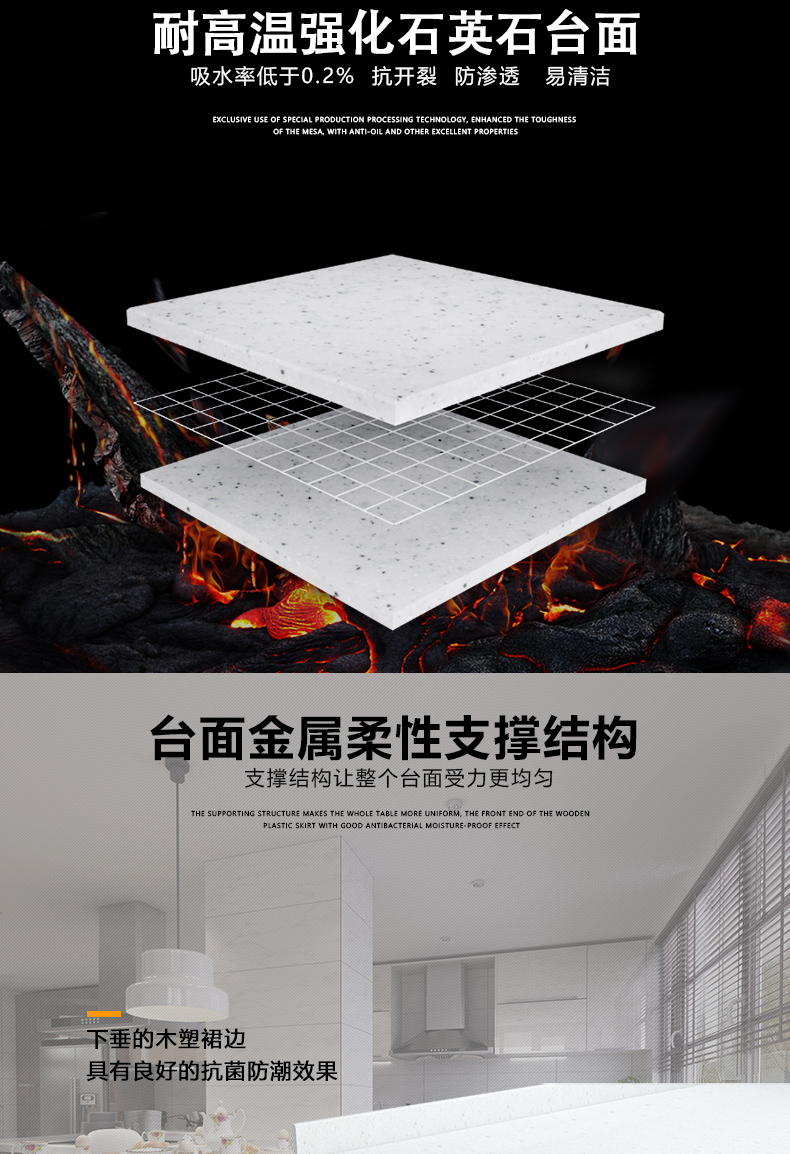 耐高温强化石英石台面
吸水率低于0.2% 抗开裂 防渗透 易清洁
EXCLUSIVE USE OF SPECIAL PRODUCTION PROCESSING TECHNOLOGY, ENHANCED THE TOUGHNESS
OF THE MESA, WITH ANTI-OIL AND OTHER EXCELLENT PROPERTIES
台面金属柔性支撑结构
支撑结构让整个台面受力更均匀
THE SUPPORTING STRUCTURE MAKES THE WHOLE TABLE MORE UNIFORM, THE FRONT END OF THE WOODEN
PLASTIC SKIRT WITH GOOD ANTIBACTERIAL MOISTURE-PROOF EFFECT
下垂的木塑裙边
具有良好的抗菌防潮效果